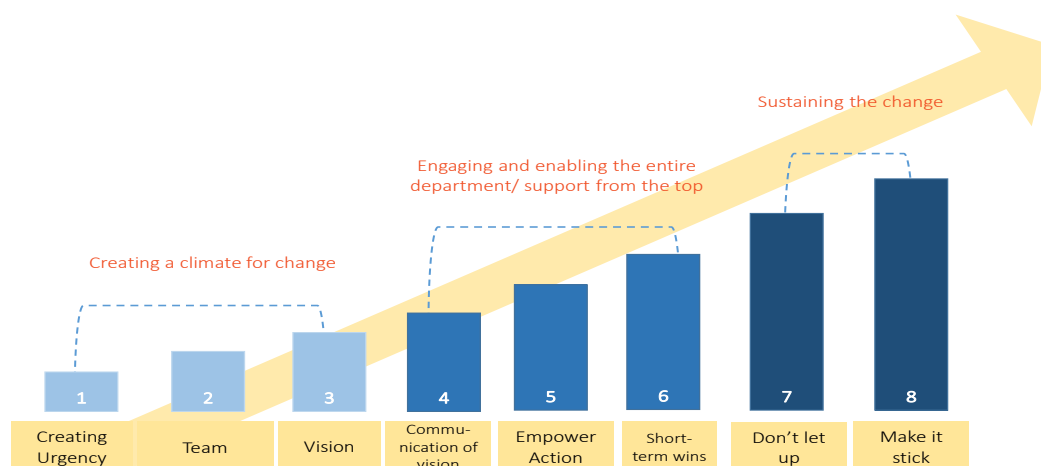 Sustaining the change
Engaging and enabling the entire
department/ support from the top
Creating a climate for change
1
2
3
4
5
6
7
8
Creating
Urgency
Team
Vision
Commu-
nication of
vision
Empower
Action
Short-
term wins
Don’t let
up
Make it
stick